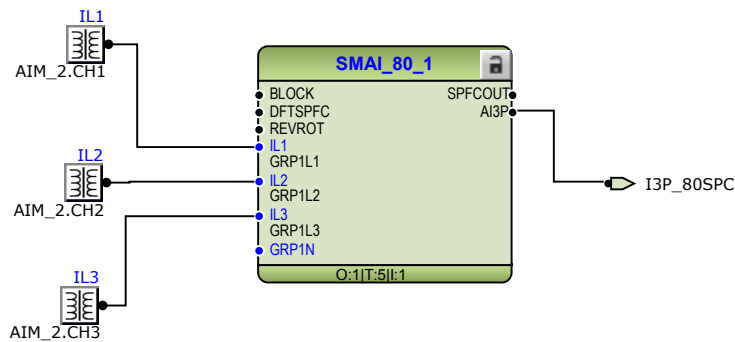 IL1
AIM_2.CH1
IL2
AIM_2.CH2
IL3
AIM_2.CH3
SMAI_80_1
BLOCK
DFTSPFC
REVROT
IL1
GRP1L1
IL2
GRP1L2
IL3
GRP1L3
GRP1N
SPFCOUT
AI3P
O:1|T:5|I:1
I3P_80SPC